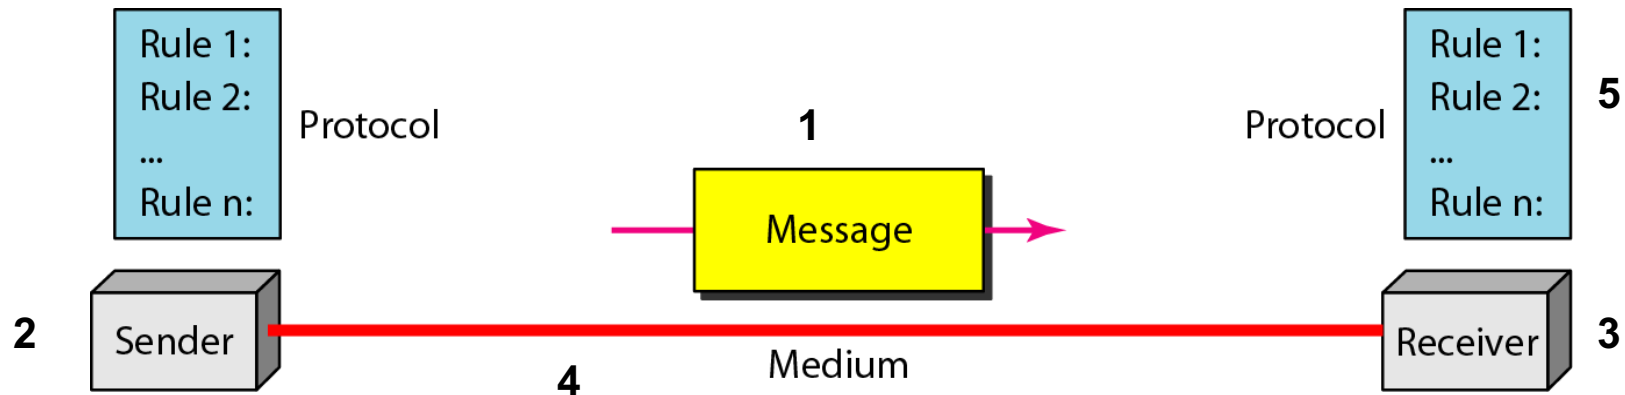 Rule 1:
Rule 2:
...
Rule n:
Protocol
1
Message
Protocol
Rule 1:
Rule 2:
...
Rule n:
5
2
Sender
4
Medium
Receiver
3